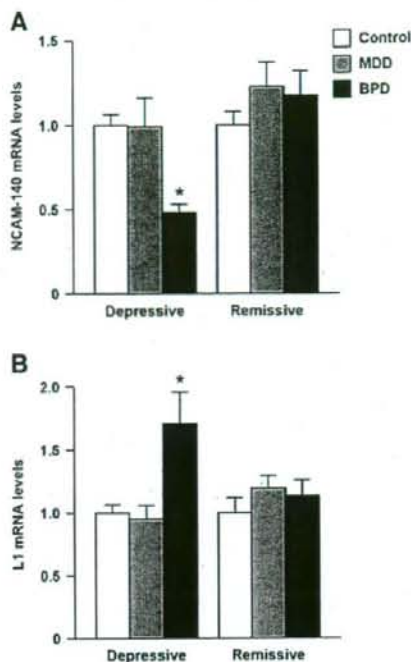 A
Control
MDD
BPD
NCAM-140 mRNA levels
1.5
1.0
0.5
0
*
Depressive
Remissive
B
L1 mRNA levels
2.0
1.5
1.0
0.5
0
*
Depressive
Remissive